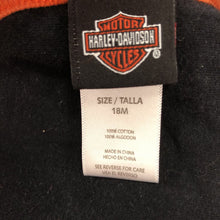 MOTOR
HARLEY-DAVIDSON
CYCLES
®
SIZE / TALLA
18M
100% COTTON
100% ALGODÓN
MADE IN CHINA
HECHO EN CHINA
SEE REVERSE FOR CARE